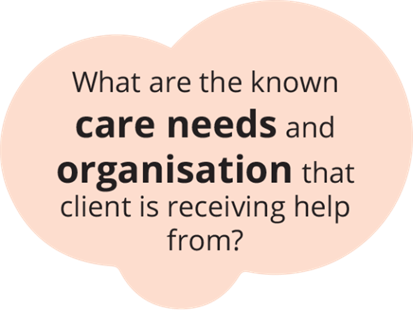 What are the known
care needs and
organisation that
client is receiving help
from?